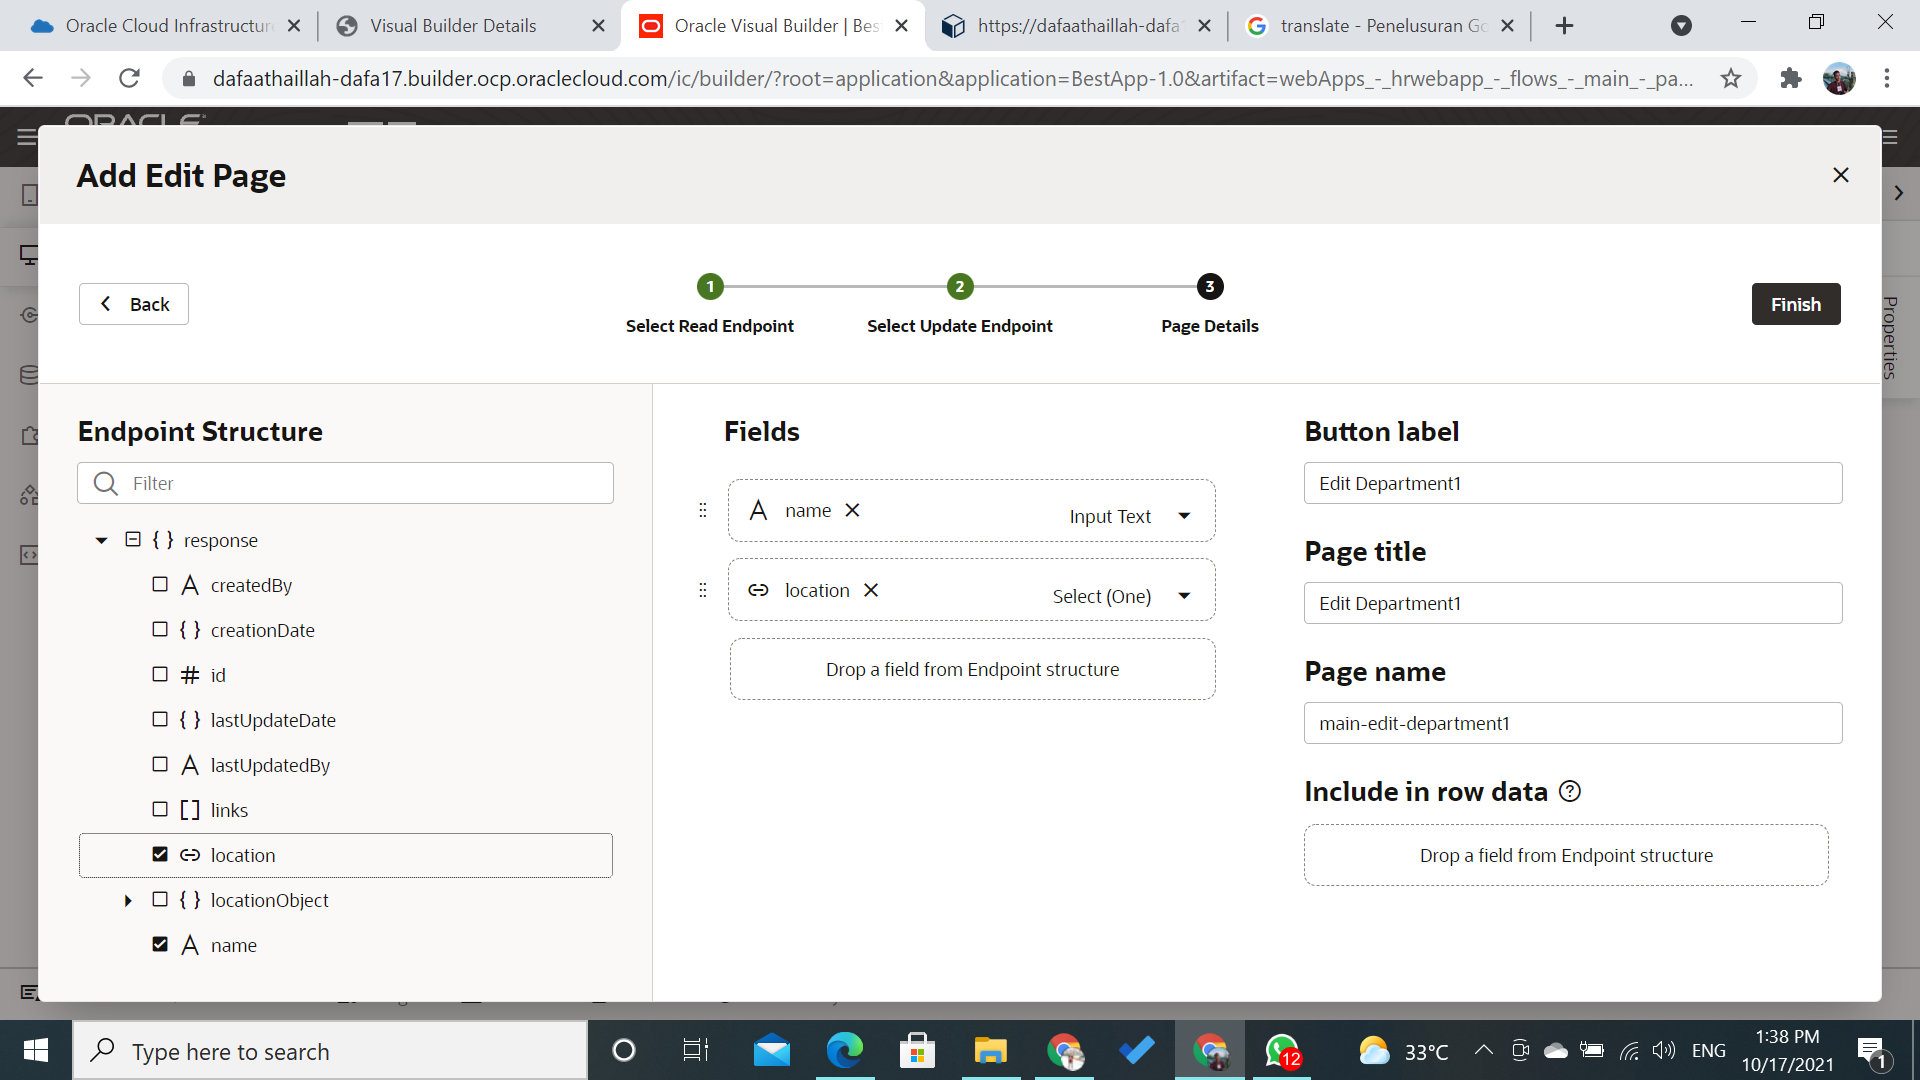 Oracle Cloud Infrastructure
Visual Builder Details
Oracle Visual Builder | Bes
https://dafaathaillah-dafa1
translate - Penelusuran Go
dafaathaillah-dafa17.builder.ocp.oraclecloud.com/ic/builder/?root=application&application=BestApp-1.0&artifact=webApps_-_hrwebapp_-_flows_-_main_-_pa...
ORACLE
Add Edit Page
Back
1
2
3
Select Read Endpoint
Select Update Endpoint
Page Details
Finish
Properties
Endpoint Structure
Filter
{ } response
A createdBy
{ } creationDate
# id
{ } lastUpdateDate
A lastUpdatedBy
[ ] links
location
{ } locationObject
A name
Fields
A name
Input Text
location
Select (One)
Drop a field from Endpoint structure
Button label
Edit Department1
Page title
Edit Department1
Page name
main-edit-department1
Include in row data ?
Drop a field from Endpoint structure
Type here to search
12
33°C
ENG
1:38 PM
10/17/2021
1